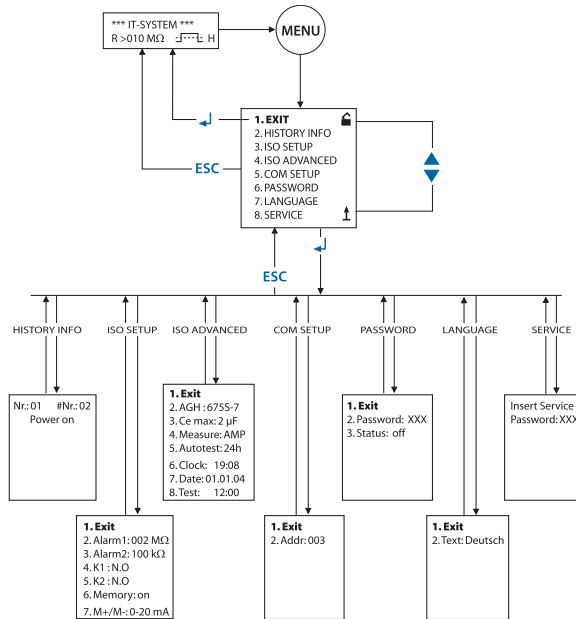 *** IT-SYSTEM ***
R >010 MΩ H
MENU
1. EXIT
2. HISTORY INFO
3. ISO SETUP
4. ISO ADVANCED
5. COM SETUP
6. PASSWORD
7. LANGUAGE
8. SERVICE
ESC
ESC
HISTORY INFO
ISO SETUP
ISO ADVANCED
COM SETUP
PASSWORD
LANGUAGE
SERVICE
Nr.: 01 #Nr.: 02
Power on
1. Exit
2. AGH : 675S-7
3. Ce max: 2 µF
4. Measure: AMP
5. Autotest: 24h
6. Clock: 19:08
7. Date: 01.01.04
8. Test: 12:00
1. Exit
2. Password: XXX
3. Status: off
Insert Service
Password: XXX
1. Exit
2. Alarm1: 002 MΩ
3. Alarm2: 100 kΩ
4. K1 : N.O
5. K2 : N.O
6. Memory: on
7. M+/M-: 0-20 mA
1. Exit
2. Addr: 003
1. Exit
2. Text: Deutsch